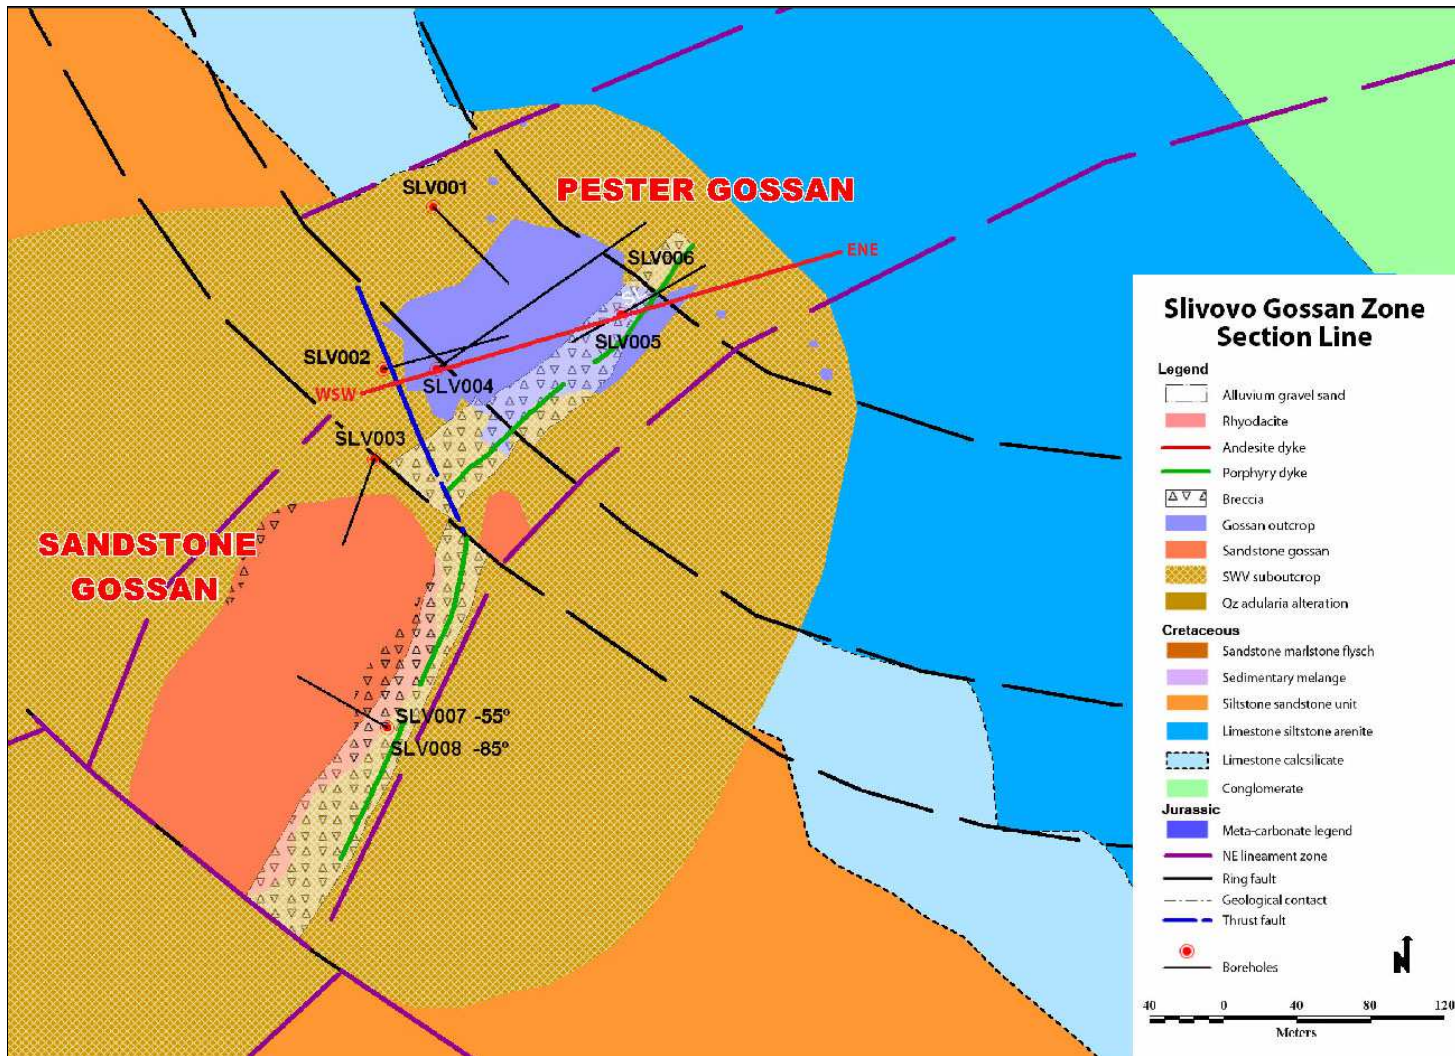 SLV001
PESTER GOSSAN
SLV006
ENE
SLV005
SLV002
WSW
SLV004
SLV003
SANDSTONE
GOSSAN
SLV007 -55º
SLV008 -85º
Slivovo Gossan Zone
Section Line
Legend
Alluvium gravel sand
Rhyodacite
Andesite dyke
Porphyry dyke
Breccia
Gossan outcrop
Sandstone gossan
SWV suboutcrop
Qz adularia alteration
Cretaceous
Sandstone marlstone flysch
Sedimentary melange
Siltstone sandstone unit
Limestone siltstone arenite
Limestone calcsilicate
Conglomerate
Jurassic
Meta-carbonate legend
NE lineament zone
Ring fault
Geological contact
Thrust fault
Boreholes
N
40 0 40 80 120
Meters